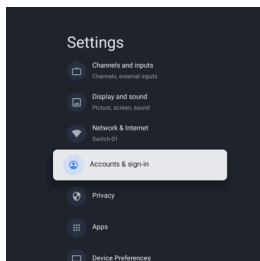 Settings
Channels and inputs
Channels, external inputs
Display and sound
Picture, screen, sound
Network & Internet
Switch-01
Accounts & sign-in
Privacy
Apps
Device Preferences